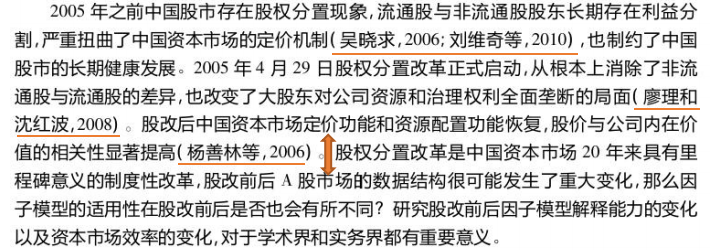 2005 年之前中国股市存在股权分置现象,流通股与非流通股股东长期存在利益分
割,严重扭曲了中国资本市场的定价机制(吴晓求,2006;刘维奇等,2010),也制约了中国
股市的长期健康发展。2005 年 4 月 29 日股权分置改革正式启动,从根本上消除了非流
通股与流通股的差异,也改变了大股东对公司资源和治理权利全面垄断的局面(廖理和
沈红波,2008)。股改后中国资本市场定价功能和资源配置功能恢复,股价与公司内在价
值的相关性显著提高(杨善林等,2006)。股权分置改革是中国资本市场 20 年来具有里
程碑意义的制度性改革,股改前后 A 股市场的数据结构很可能发生了重大变化,那么因
子模型的适用性在股改前后是否也会有所不同?研究股改前后因子模型解释能力的变化
以及资本市场效率的变化,对于学术界和实务界都有重要意义。